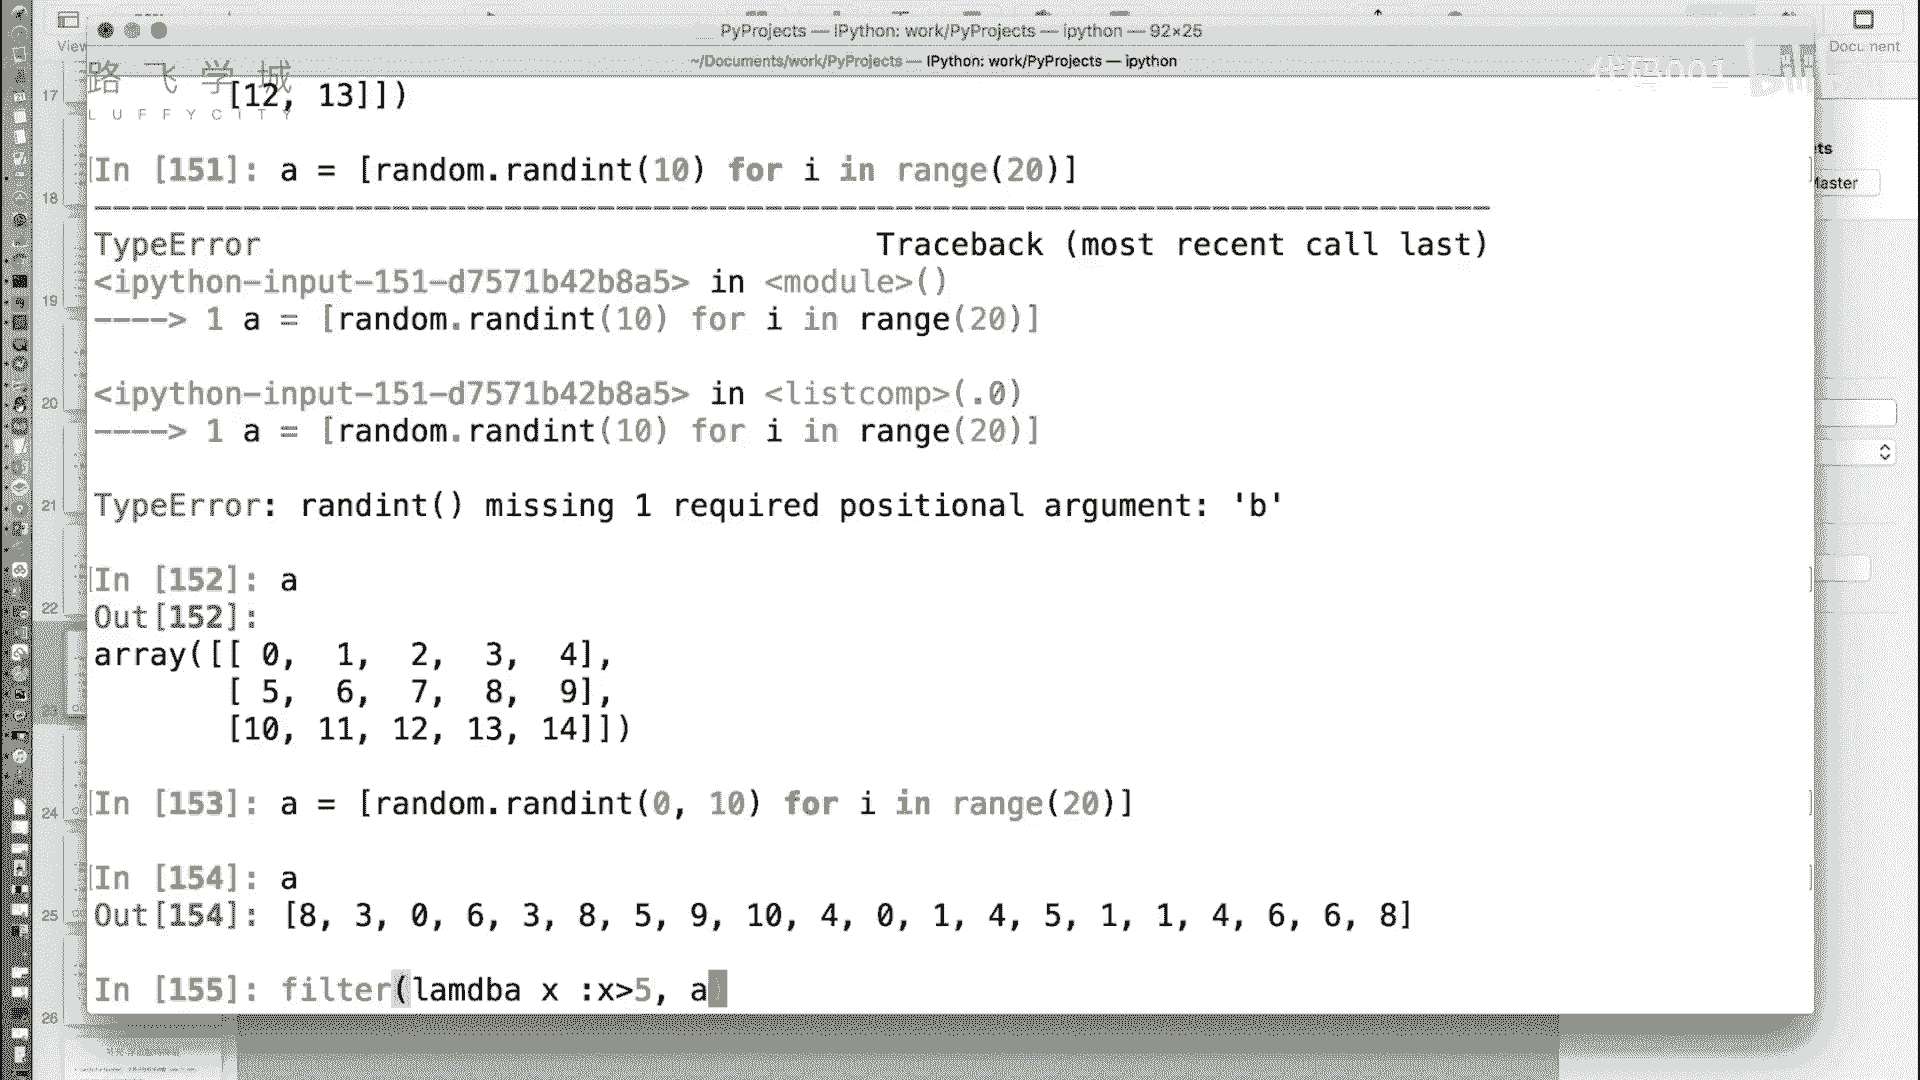 PyProjects — IPython: work/PyProjects — ipython — 92×25
View
Document
~/Documents/work/PyProjects — IPython: work/PyProjects — ipython
路飞学城
LUFFYCITY
代码001
[12, 13]])
17
In [151]: a = [random.randint(10) for i in range(20)]
Master
18
---------------------------------------------------------------------------
TypeError                                 Traceback (most recent call last)
<ipython-input-151-d7571b42b8a5> in <module>()
19
----> 1 a = [random.randint(10) for i in range(20)]
<ipython-input-151-d7571b42b8a5> in <listcomp>(.0)
20
----> 1 a = [random.randint(10) for i in range(20)]
21
TypeError: randint() missing 1 required positional argument: 'b'
In [152]: a
22
Out[152]:
array([[ 0,  1,  2,  3,  4],
[ 5,  6,  7,  8,  9],
23
[10, 11, 12, 13, 14]])
In [153]: a = [random.randint(0, 10) for i in range(20)]
24
In [154]: a
25
Out[154]: [8, 3, 0, 6, 3, 8, 5, 9, 10, 4, 0, 1, 4, 5, 1, 1, 4, 6, 6, 8]
In [155]: filter(lamdba x :x>5, a)
26